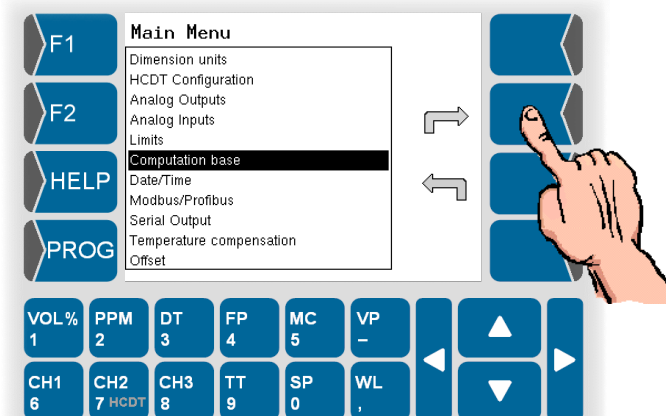 Main Menu
F1
Dimension units
HCDT Configuration
Analog Outputs
F2
Analog Inputs
Limits
Computation base
HELP
Date/Time
Modbus/Profibus
Serial Output
PROG
Temperature compensation
Offset
VOL% PPM DT FP MC VP
1 2 3 4 5 –
CH1 CH2 CH3 TT SP WL
6 7 HCDT 8 9 0 ,